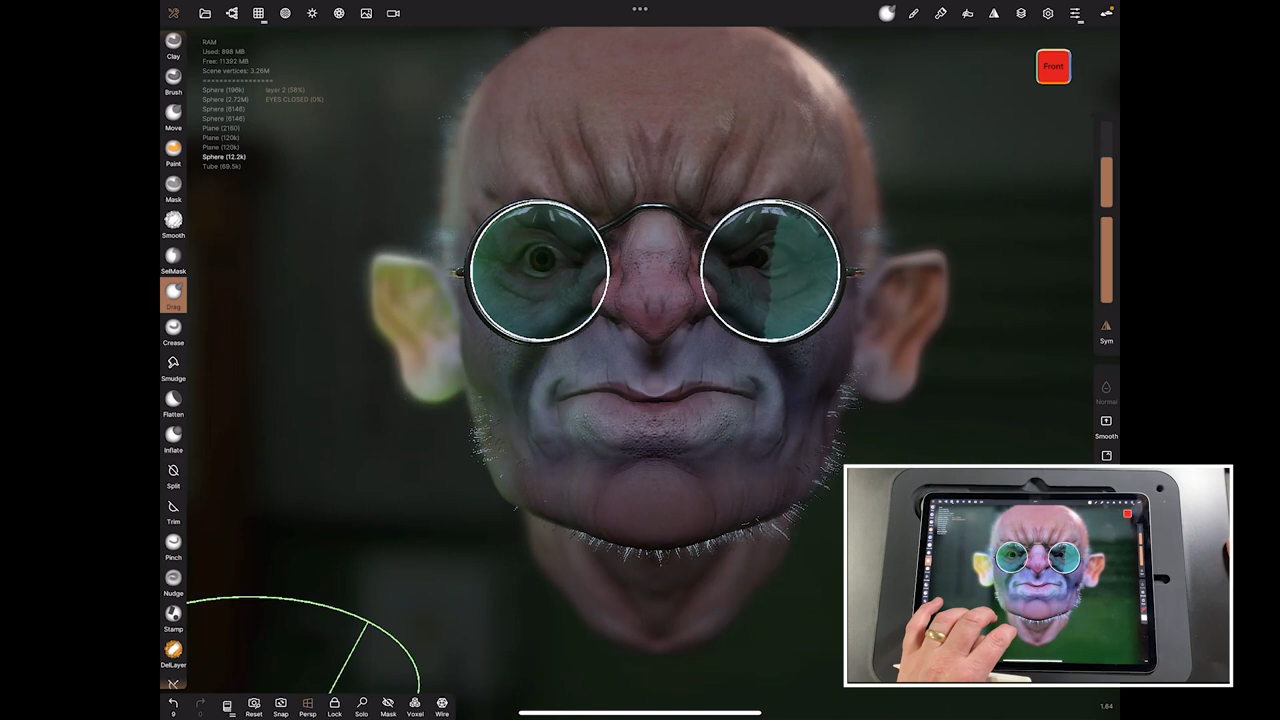 RAM
Used: 898 MB
Free: 11392 MB
Scene vertices: 3.26M
===================
Sphere (196k) layer 2 (58%)
Sphere (2.72M) EYES CLOSED (0%)
Sphere (6146)
Sphere (6146)
Plane (2160)
Plane (120k)
Plane (120k)
Sphere (12.2k)
Tube (69.5k)
Front
Clay
Brush
Move
Paint
Mask
Smooth
SelMask
Drag
Crease
Smudge
Flatten
Inflate
Split
Trim
Pinch
Nudge
Stamp
DelLayer
Sym
Normal
Smooth
9
0
Reset
Snap
Persp
Lock
Solo
Mask
Voxel
Wire
1.64